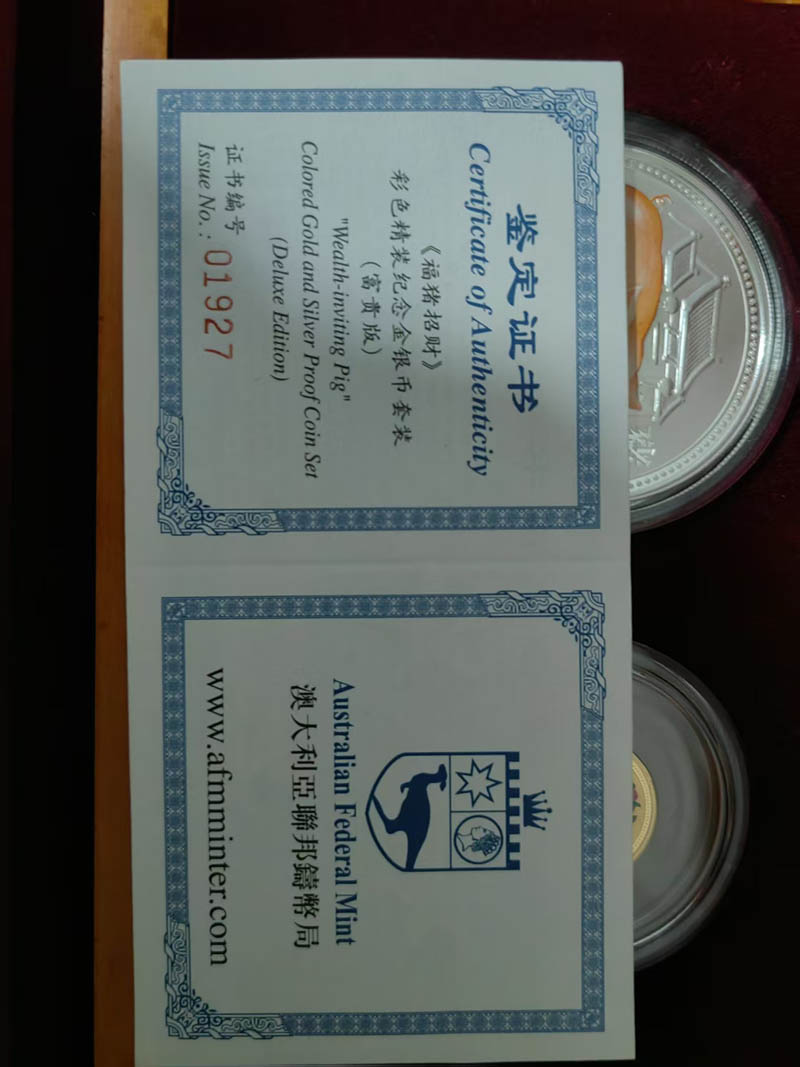 鉴定证书
Certificate of Authenticity
《福猪招财》
彩色精装纪念金银币套装
（富贵版）
"Wealth-inviting Pig"
Colored Gold and Silver Proof Coin Set
(Deluxe Edition)
证书编号
Issue No.: 01927
Australian Federal Mint
澳大利亞聯邦鑄幣局
www.afmminter.com